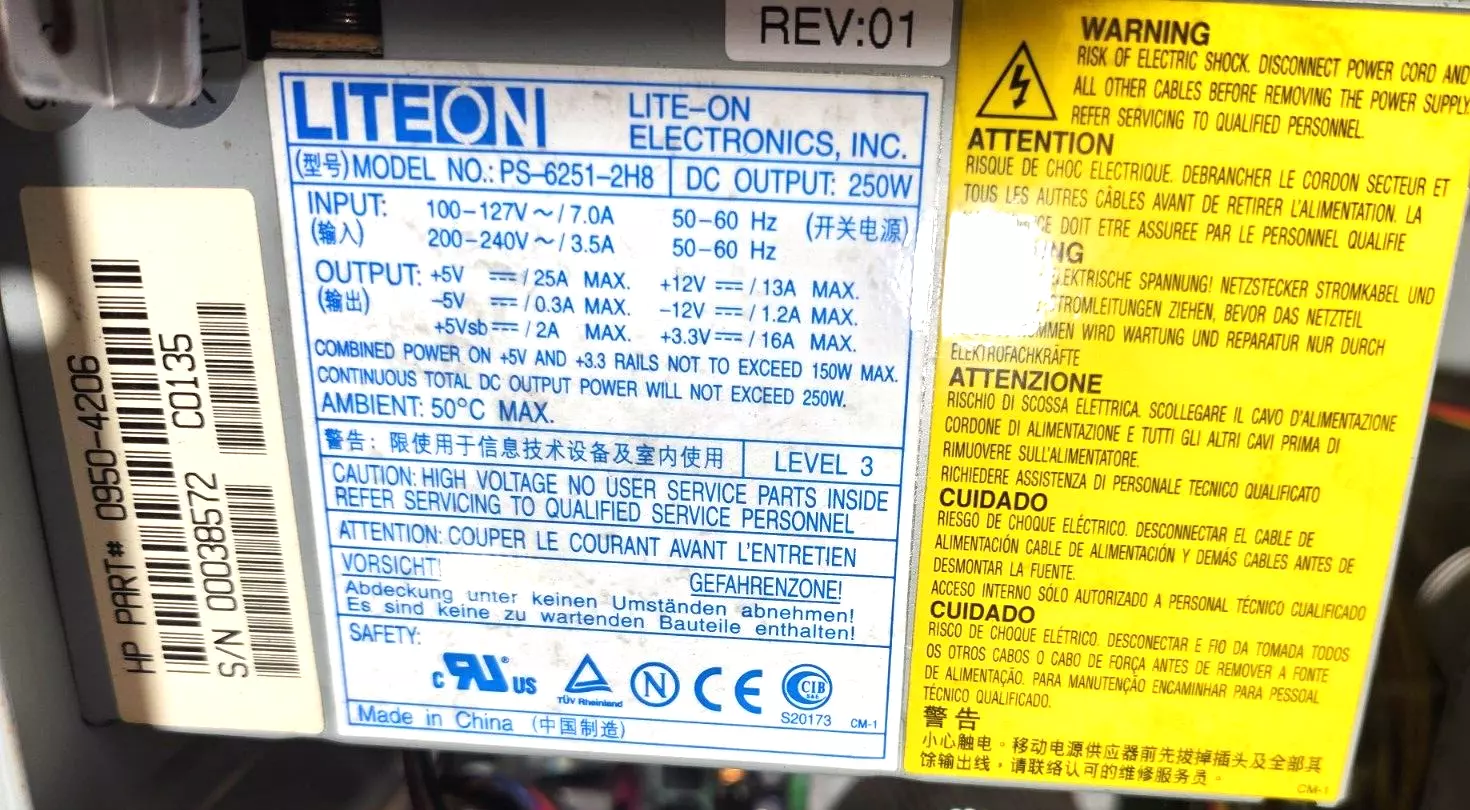 REV:01
HP PART# 0950-4206
C0135
S/N 00038572
LITEON
LITE-ON
ELECTRONICS, INC.
(型号)MODEL NO.: PS-6251-2H8
DC OUTPUT: 250W
INPUT: 100-127V ~ / 7.0A 50-60 Hz (开关电源)
(输入) 200-240V ~ / 3.5A 50-60 Hz
OUTPUT: +5V ⎓ / 25A MAX. +12V ⎓ / 13A MAX.
(输出) -5V ⎓ / 0.3A MAX. -12V ⎓ / 1.2A MAX.
+5Vsb ⎓ / 2A MAX. +3.3V ⎓ / 16A MAX.
COMBINED POWER ON +5V AND +3.3 RAILS NOT TO EXCEED 150W MAX.
CONTINUOUS TOTAL DC OUTPUT POWER WILL NOT EXCEED 250W.
AMBIENT: 50°C MAX.
警告: 限使用于信息技术设备及室内使用
LEVEL 3
CAUTION: HIGH VOLTAGE NO USER SERVICE PARTS INSIDE
REFER SERVICING TO QUALIFIED SERVICE PERSONNEL
ATTENTION: COUPER LE COURANT AVANT L'ENTRETIEN
VORSICHT! GEFAHRENZONE!
Abdeckung unter keinen Umständen abnehmen!
Es sind keine zu wartenden Bauteile enthalten!
SAFETY:
c RU ® US
TÜV Rheinland
N
CE
CIB
S&E
S20173
CM-1
Made in China (中国制造)
WARNING
RISK OF ELECTRIC SHOCK. DISCONNECT POWER CORD AND
ALL OTHER CABLES BEFORE REMOVING THE POWER SUPPLY.
REFER SERVICING TO QUALIFIED PERSONNEL.
ATTENTION
RISQUE DE CHOC ELECTRIQUE. DEBRANCHER LE CORDON SECTEUR ET
TOUS LES AUTRES CÂBLES AVANT DE RETIRER L'ALIMENTATION. LA
DOIT ETRE ASSUREE PAR LE PERSONNEL QUALIFIE
SPANNUNG! NETZSTECKER STROMKABEL UND
ZIEHEN, BEVOR DAS NETZTEIL
WIRD WARTUNG UND REPARATUR NUR DURCH
ELEKTROFACHKRÄFTE
ATTENZIONE
RISCHIO DI SCOSSA ELETTRICA. SCOLLEGARE IL CAVO D'ALIMENTAZIONE
CORDONE DI ALIMENTAZIONE E TUTTI GLI ALTRI CAVI PRIMA DI
RIMUOVERE SULL'ALIMENTATORE.
RICHIEDERE ASSISTENZA DI PERSONALE TECNICO QUALIFICATO
CUIDADO
RIESGO DE CHOQUE ELÉCTRICO. DESCONNECTAR EL CABLE DE
ALIMENTACIÓN CABLE DE ALIMENTACIÓN Y DEMÁS CABLES ANTES DE
DESMONTAR LA FUENTE.
ACCESO INTERNO SÓLO AUTORIZADO A PERSONAL TÉCNICO CUALIFICADO
CUIDADO
RISCO DE CHOQUE ELÉTRICO. DESCONECTAR E FIO DA TOMADA TODOS
OS OTROS CABOS O CABO DE FORÇA ANTES DE REMOVER A FONTE
DE ALIMENTAÇÃO. PARA MANUTENÇÃO ENCAMINHAR PARA PESSOAL
TÉCNICO QUALIFICADO.
警告
小心触电。移动电源供应器前先拔掉插头及全部其
馀输出线，请联络认可的维修服务员。
CM-1